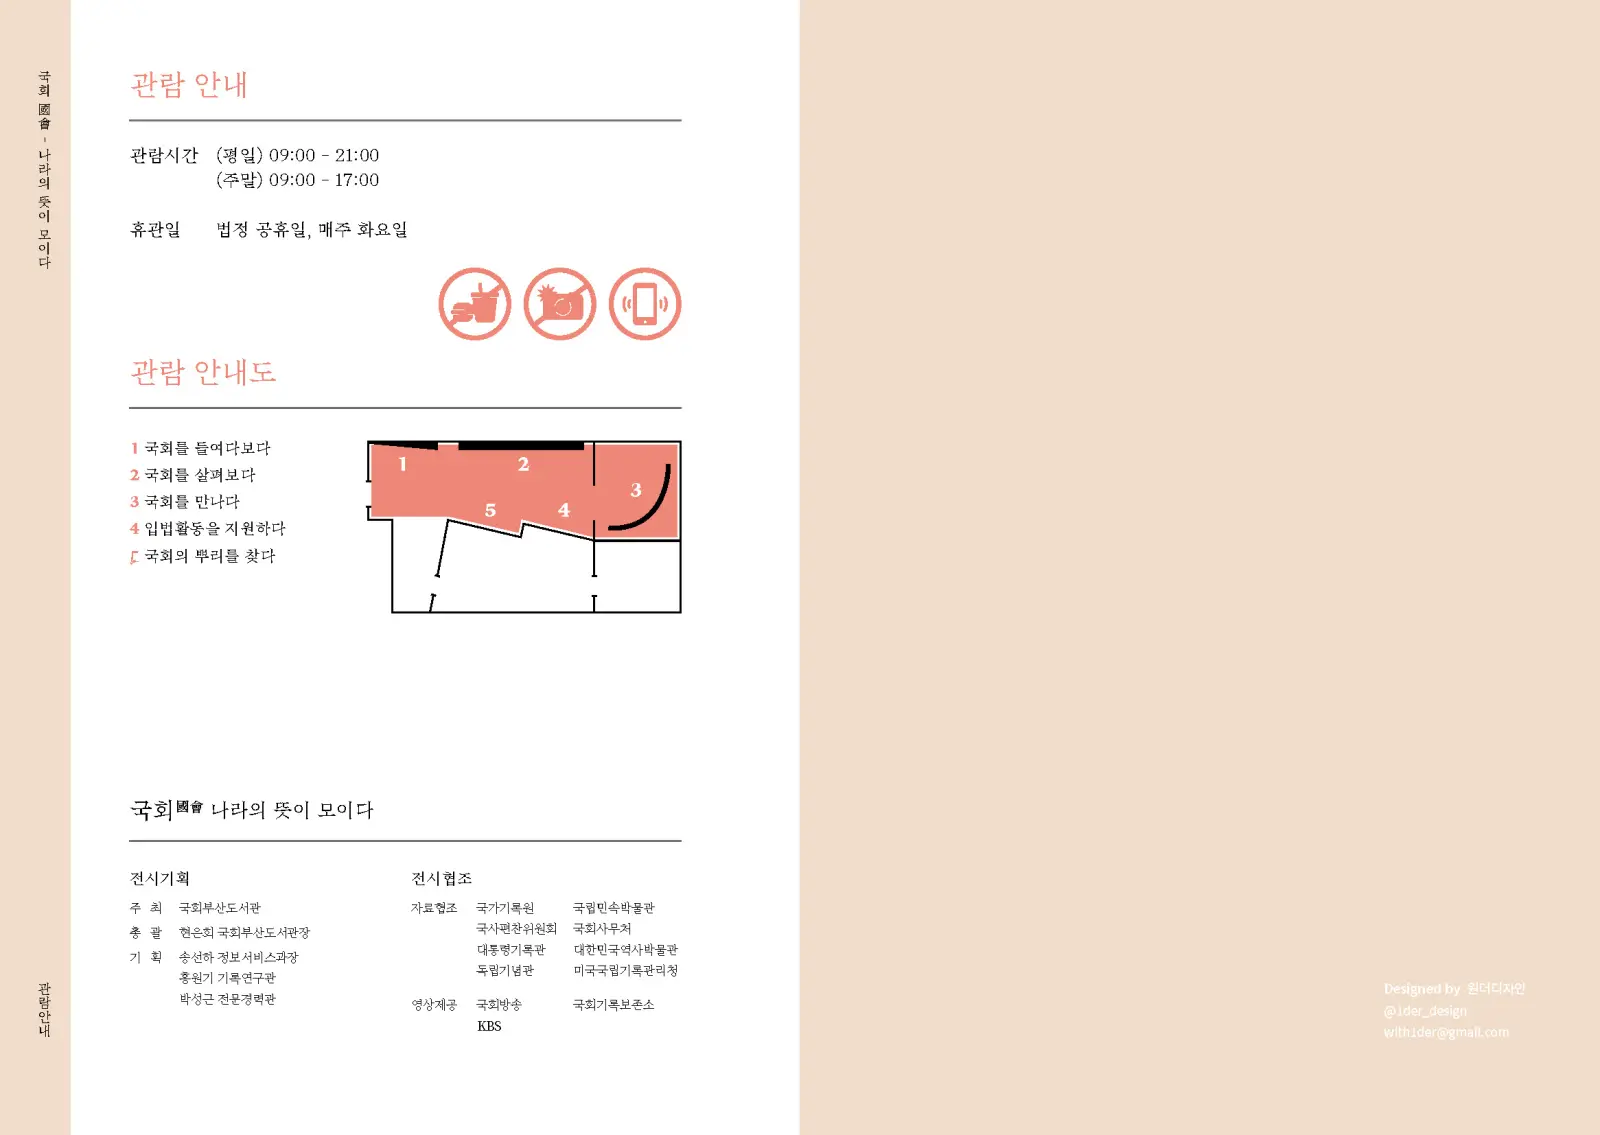 국회 國會 - 나라의 뜻이 모이다
관람 안내
관람시간 (평일) 09:00 - 21:00
(주말) 09:00 - 17:00
휴관일 법정 공휴일, 매주 화요일
관람 안내도
1 국회를 들여다보다
2 국회를 살펴보다
3 국회를 만나다
4 입법활동을 지원하다
5 국회의 뿌리를 찾다
1
2
3
5
4
국회國會 나라의 뜻이 모이다
전시기획
주 최 국회부산도서관
총 괄 현은희 국회부산도서관장
기 획 송선하 정보서비스과장
홍원기 기록연구관
박성근 전문경력관
전시협조
자료협조 국가기록원 국립민속박물관
국사편찬위원회 국회사무처
대통령기록관 대한민국역사박물관
독립기념관 미국국립기록관리청
영상제공 국회방송 국회기록보존소
KBS
관람안내
Designed by 원더디자인
@1der_design
with1der@gmail.com